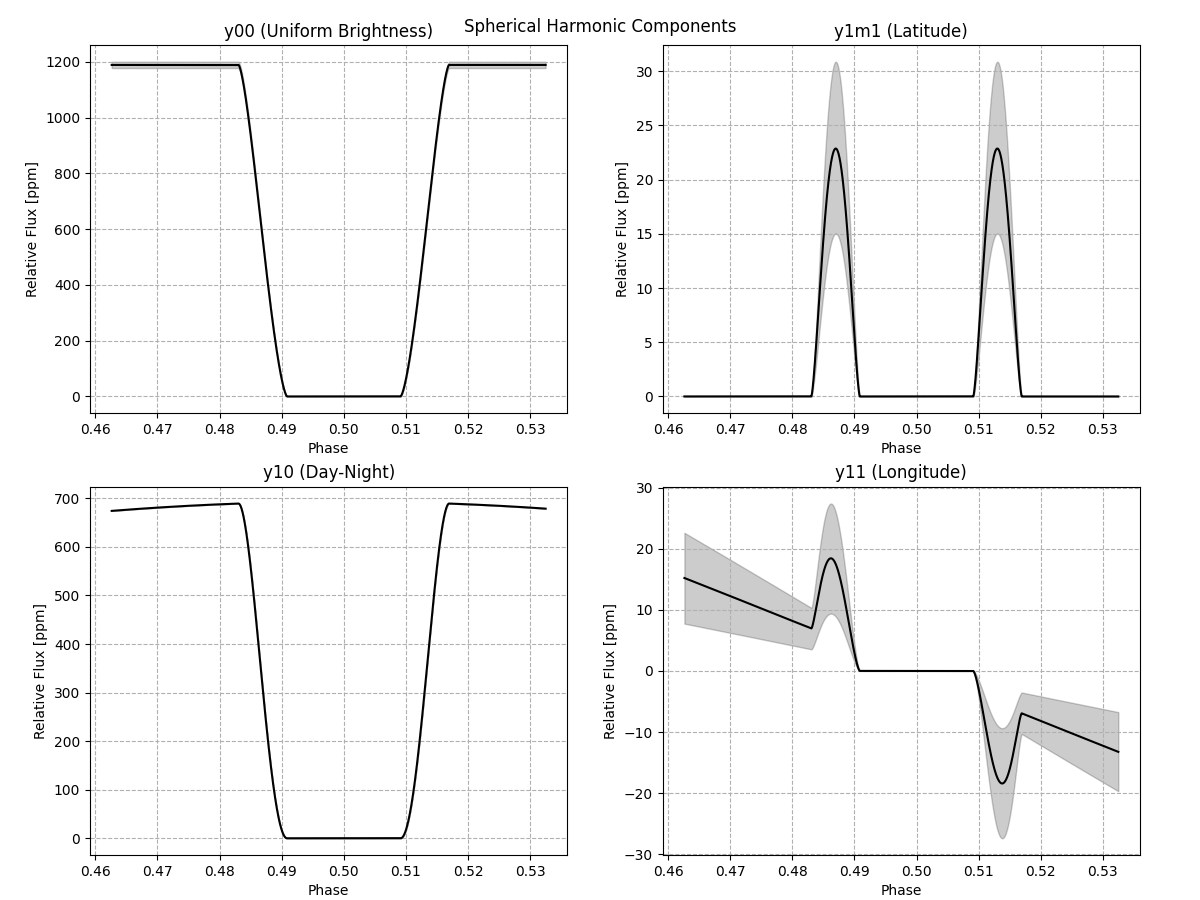 Spherical Harmonic Components
y00 (Uniform Brightness)
1200
1000
800
600
400
200
0
Relative Flux [ppm]
0.46 0.47 0.48 0.49 0.50 0.51 0.52 0.53
Phase
y1m1 (Latitude)
30
25
20
15
10
5
0
Relative Flux [ppm]
0.46 0.47 0.48 0.49 0.50 0.51 0.52 0.53
Phase
y10 (Day-Night)
700
600
500
400
300
200
100
0
Relative Flux [ppm]
0.46 0.47 0.48 0.49 0.50 0.51 0.52 0.53
Phase
y11 (Longitude)
30
20
10
0
−10
−20
−30
Relative Flux [ppm]
0.46 0.47 0.48 0.49 0.50 0.51 0.52 0.53
Phase